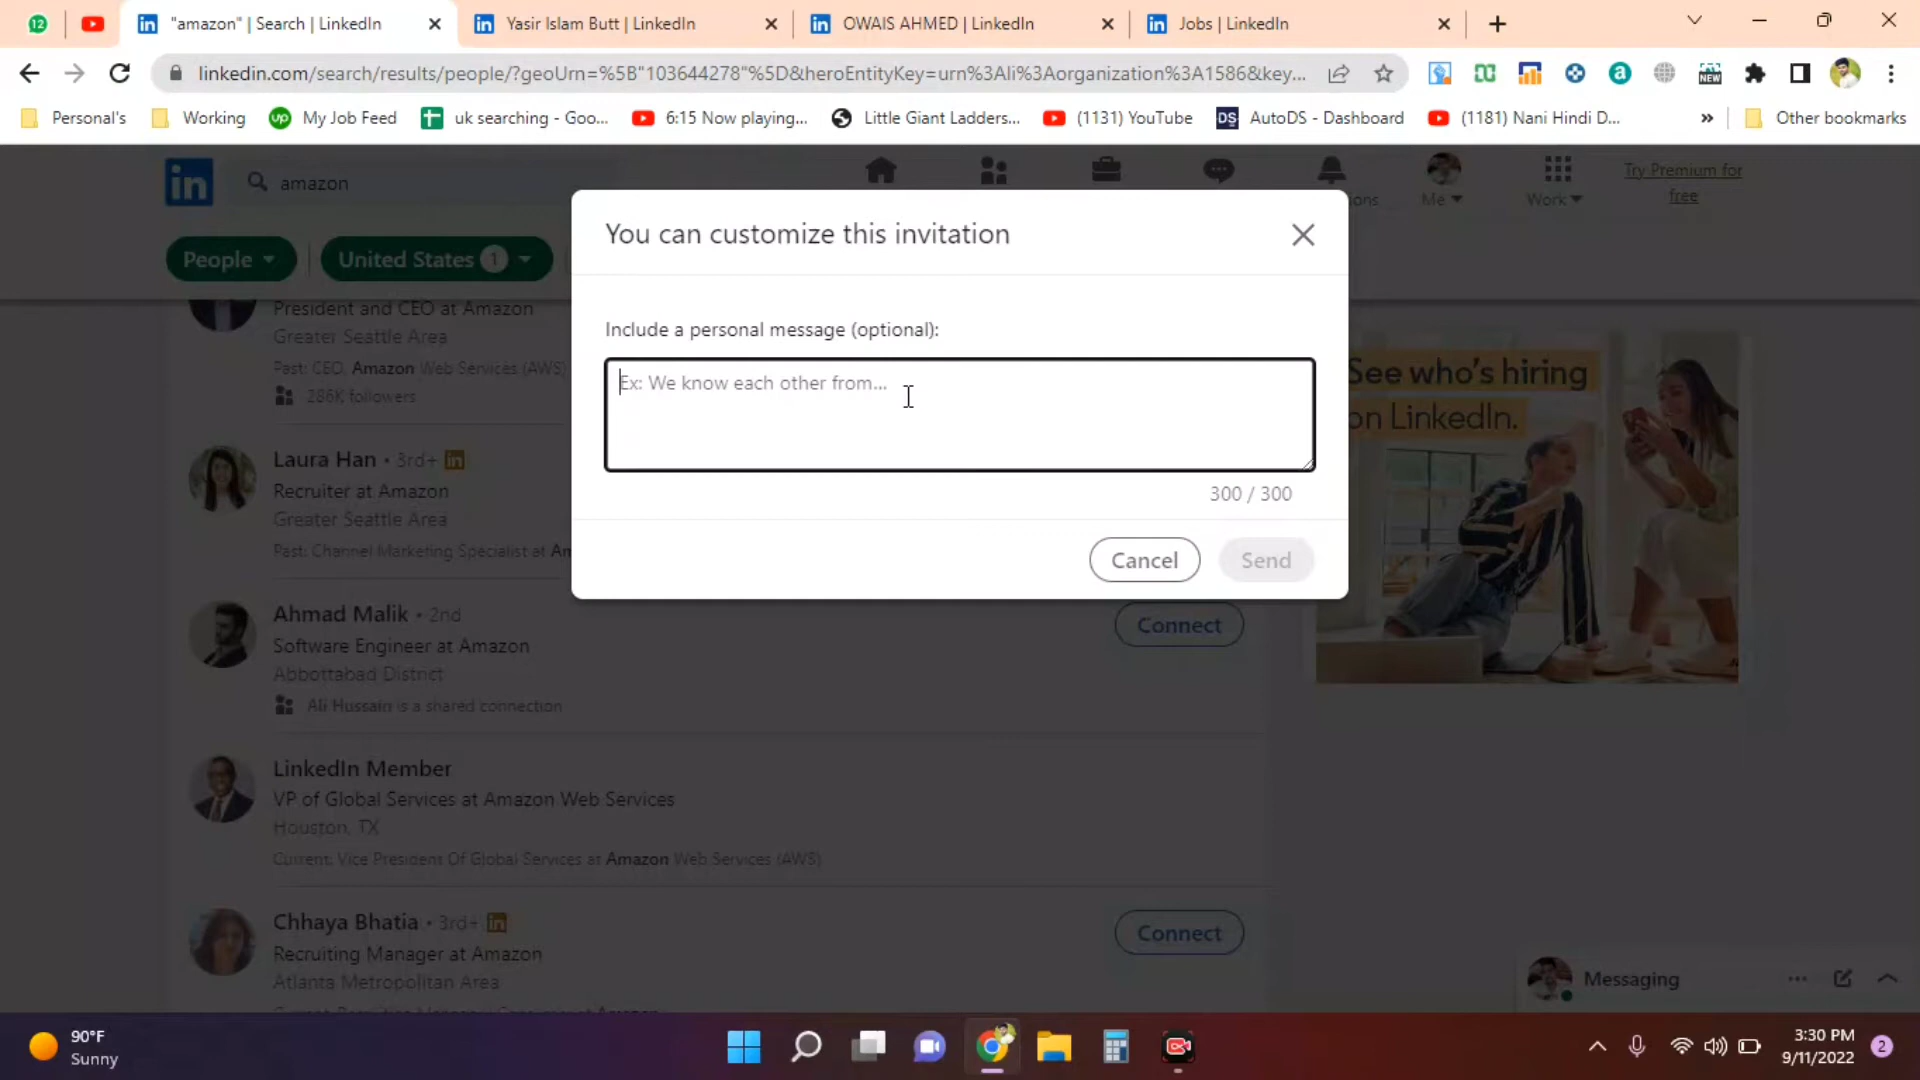 12
"amazon" | Search | LinkedIn
Yasir Islam Butt | LinkedIn
OWAIS AHMED | LinkedIn
Jobs | LinkedIn
linkedin.com/search/results/people/?geoUrn=%5B"103644278"%5D&heroEntityKey=urn%3Ali%3Aorganization%3A1586&key...
NEW
Personal's
Working
My Job Feed
uk searching - Goo...
6:15 Now playing...
Little Giant Ladders...
(1131) YouTube
AutoDS - Dashboard
(1181) Nani Hindi D...
Other bookmarks
in
amazon
ons
Me
Work
Try Premium for
free
People
United States 1
You can customize this invitation
Include a personal message (optional):
Ex: We know each other from...
300 / 300
Cancel
Send
President and CEO at Amazon
Greater Seattle Area
Past: CEO, Amazon Web Services (AWS)
286K followers
Laura Han • 3rd+
Recruiter at Amazon
Greater Seattle Area
Past: Channel Marketing Specialist at Am
Ahmad Malik • 2nd
Software Engineer at Amazon
Abbottabad District
Ali Hussain is a shared connection
Connect
LinkedIn Member
VP of Global Services at Amazon Web Services
Houston, TX
Current: Vice President Of Global Services at Amazon Web Services (AWS)
Chhaya Bhatia • 3rd+
Recruiting Manager at Amazon
Atlanta Metropolitan Area
Connect
See who's hiring
on LinkedIn.
Messaging
90°F
Sunny
3:30 PM
9/11/2022
2